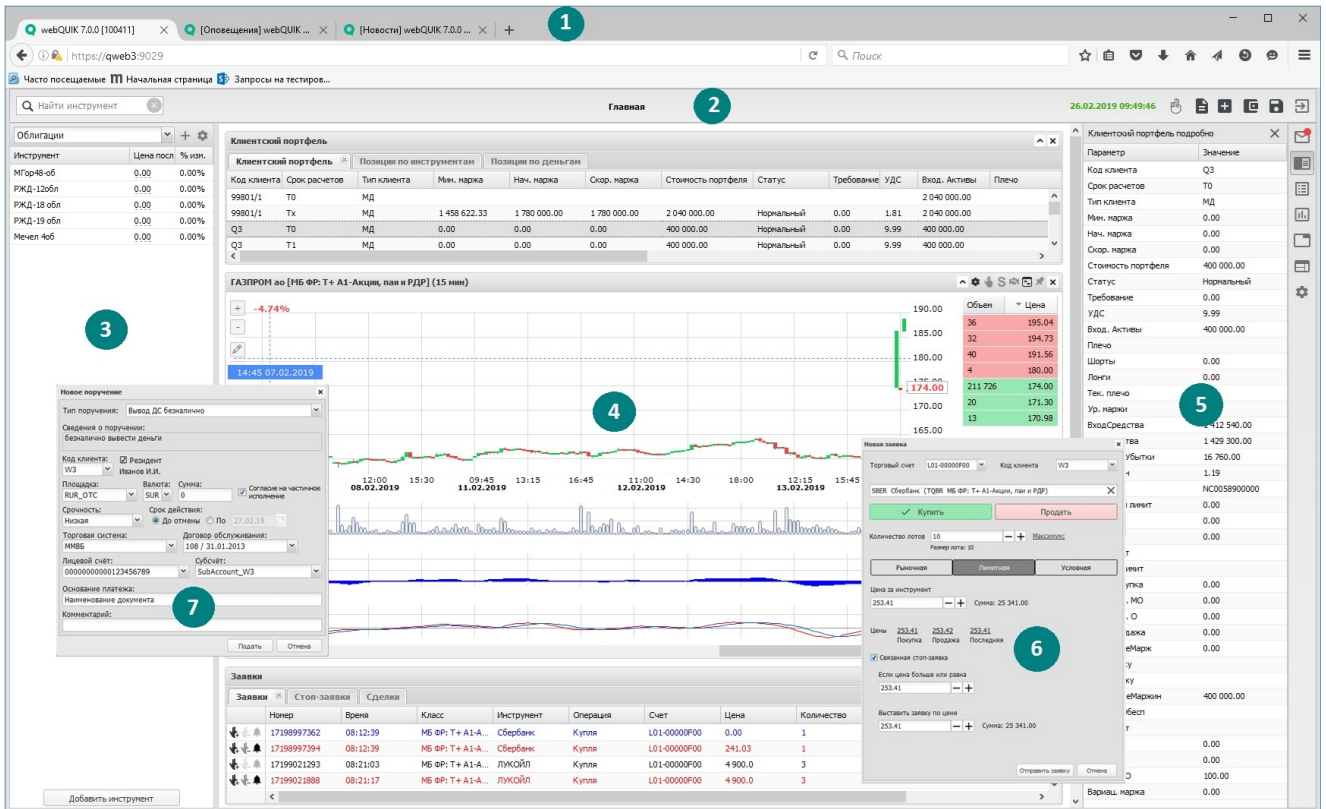 webQUIK 7.0.0 [100411]
[Оповещения] webQUIK ...
[Новости] webQUIK 7.0.0 ...
1
https://qweb3:9029
Поиск
Часто посещаемые
Начальная страница
Запросы на тестиров...
Найти инструмент
Главная
2
26.02.2019 09:49:46
Облигации
Инструмент Цена посл % изм.
МГор48-об 0.00 0.00%
РЖД-12обл 0.00 0.00%
РЖД-18 обл 0.00 0.00%
РЖД-19 обл 0.00 0.00%
Мечел 4об 0.00 0.00%
3
Добавить инструмент
Клиентский портфель
Клиентский портфель Позиции по инструментам Позиции по деньгам
Код клиента Срок расчетов Тип клиента Мин. маржа Нач. маржа Скор. маржа Стоимость портфеля Статус Требование УДС Вход. Активы Плечо
99801/1 T0 МД 2 040 000.00
99801/1 Tx МД 1 458 622.33 1 780 000.00 1 780 000.00 2 040 000.00 Нормальный 0.00 1.81 2 040 000.00
Q3 T0 МД 0.00 0.00 0.00 400 000.00 Нормальный 0.00 9.99 400 000.00
Q3 T1 МД 0.00 0.00 0.00 400 000.00 Нормальный 0.00 9.99 400 000.00
ГАЗПРОМ ао [МБ ФР: Т+ А1-Акции, паи и РДР] (15 мин)
-4.74%
14:45 07.02.2019
190.00
185.00
180.00
174.00
170.00
165.00
Объем Цена
36 195.04
32 194.73
40 191.56
4 180.00
211 726 174.00
20 171.30
13 170.98
4
12:00 15:30 09:45 13:15 16:45 11:00 14:30 18:00 12:15 15:45
08.02.2019 11.02.2019 12.02.2019 13.02.2019
Заявки
Заявки Стоп-заявки Сделки
Номер Время Класс Инструмент Операция Счет Цена Количество
17198997362 08:12:39 МБ ФР: Т+ А1-А... Сбербанк Купля L01-00000F00 0.00 1
17198997394 08:12:39 МБ ФР: Т+ А1-А... Сбербанк Купля L01-00000F00 241.03 1
17199021293 08:21:03 МБ ФР: Т+ А1-А... ЛУКОЙЛ Купля L01-00000F00 4 900.0 3
17199021888 08:21:17 МБ ФР: Т+ А1-А... ЛУКОЙЛ Купля L01-00000F00 4 900.0 3
Новое поручение
Тип поручения: Вывод ДС безналично
Сведения о поручении:
безналично вывести деньги
Код клиента: Резидент
W3 Иванов И.И.
Площадка: Валюта: Сумма:
RUR_OTC SUR 0 Согласие на частичное исполнение
Срочность: Срок действия:
Низкая До отмены По 27.02.19
Торговая система: Договор обслуживания:
ММВБ 108 / 31.01.2013
Лицевой счёт: Субсчёт:
00000000000123456789 SubAccount_W3
Основание платежа:
Наименование документа
7
Комментарий:
Подать Отмена
Новая заявка
Торговый счет L01-00000F00 Код клиента W3
SBER Сбербанк (TQBR МБ ФР: Т+ А1-Акции, паи и РДР)
Купить Продать
Количество лотов 10 Максимум:
Размер лота: 10
Рыночная Лимитная Условная
Цена за инструмент
253.41 Сумма: 25 341.00
Цены 253.41 253.42 253.41
Покупка Продажа Последняя
6
Связанная стоп-заявка
Если цена больше или равна
253.41
Выставить заявку по цене
253.41 Сумма: 25 341.00
Отправить заявку Отмена
Клиентский портфель подробно
Параметр Значение
Код клиента Q3
Срок расчетов T0
Тип клиента МД
Мин. маржа 0.00
Нач. маржа 0.00
Скор. маржа 0.00
Стоимость портфеля 400 000.00
Статус Нормальный
Требование 0.00
УДС 9.99
Вход. Активы 400 000.00
Плечо
Шорты 0.00
Лонги 0.00
Тек. плечо
Ур. маржи
5
ВходСредства 412 540.00
тва 1 429 300.00
Убытки 16 760.00
1.19
NC0058900000
лимит 0.00
0.00
0.00
имит
упка 0.00
. МО 0.00
. О 0.00
дажа 0.00
еМарж 0.00
ку
еМаржин 400 000.00
0.00
0.00
О 100.00
Вариац. маржа 0.00